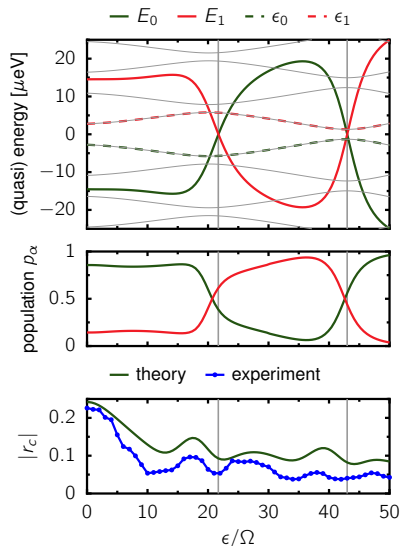 E₀ E₁ ϵ₀ ϵ₁
(quasi) energy [μeV]
20
10
0
−10
−20
population pα
1
0.5
0
theory experiment
|r_c|
0.2
0.1
0
0 10 20 30 40 50
ϵ/Ω